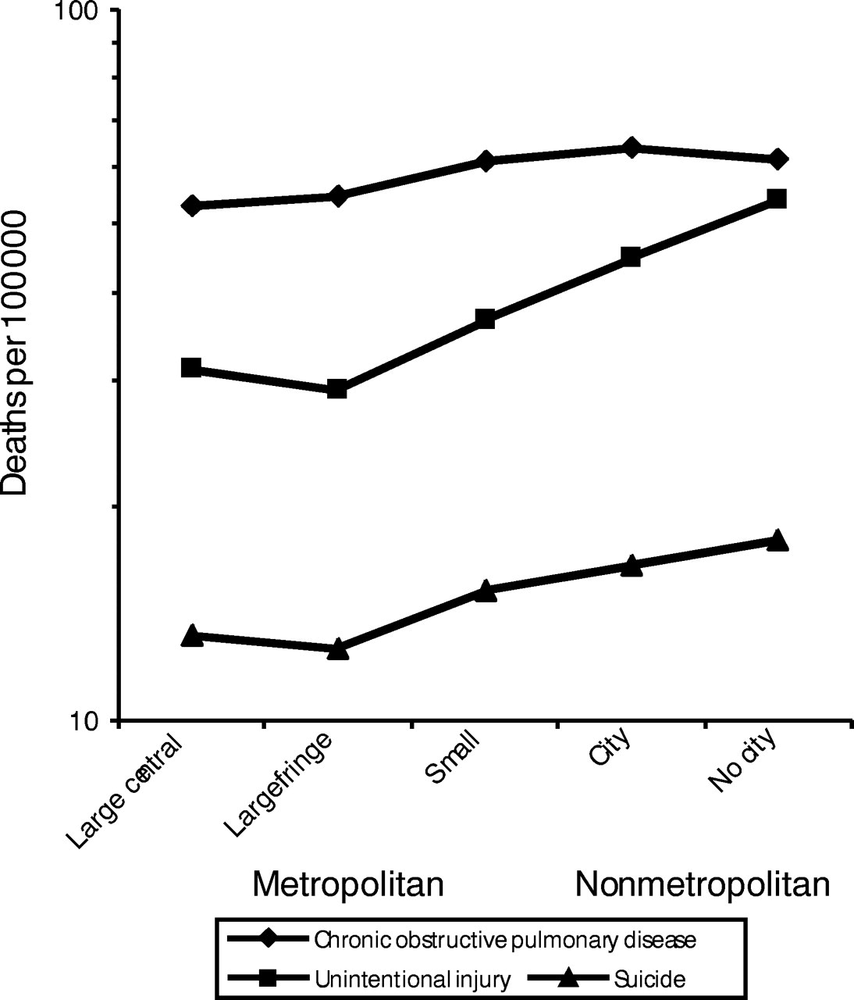 100
Deaths per 100000
10
Large central
Large fringe
Small
City
No city
Metropolitan
Nonmetropolitan
Chronic obstructive pulmonary disease
Unintentional injury
Suicide